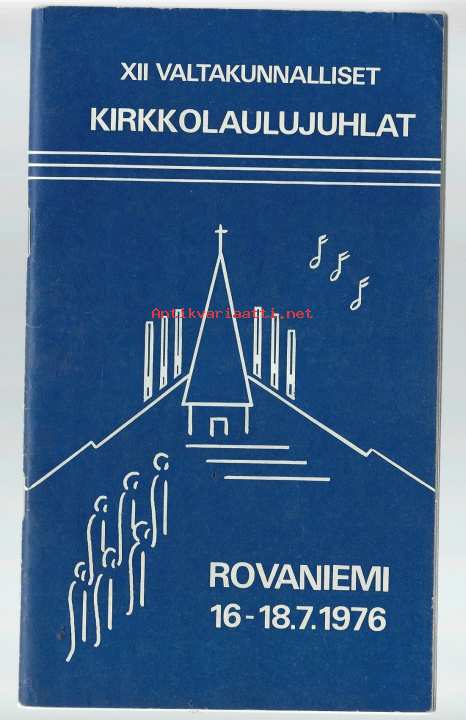 XII VALTAKUNNALLISET
KIRKKOLAULUJUHLAT
Antikvariaatti.net
ROVANIEMI
16-18.7.1976